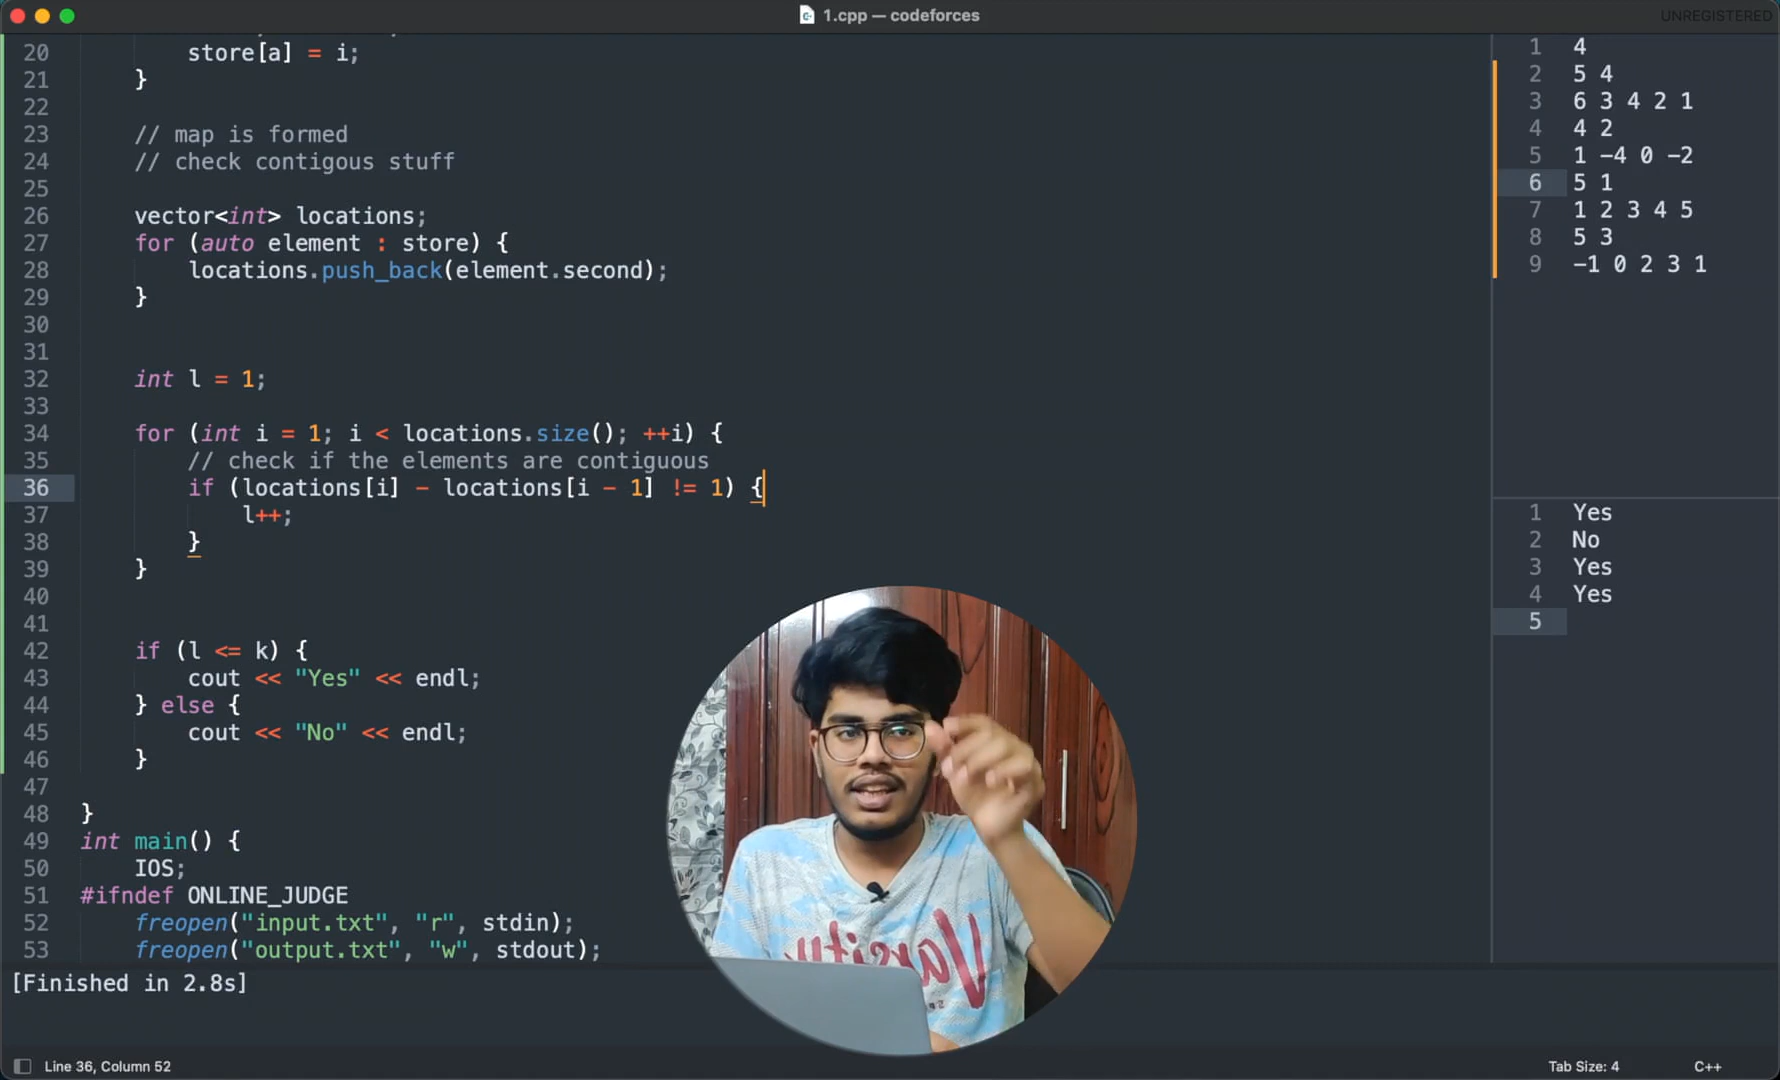 1.cpp — codeforces
UNREGISTERED
20 store[a] = i;
21 }
22
23 // map is formed
24 // check contigous stuff
25
26 vector<int> locations;
27 for (auto element : store) {
28 locations.push_back(element.second);
29 }
30
31
32 int l = 1;
33
34 for (int i = 1; i < locations.size(); ++i) {
35 // check if the elements are contiguous
36 if (locations[i] - locations[i - 1] != 1) {
37 l++;
38 }
39 }
40
41
42 if (l <= k) {
43 cout << "Yes" << endl;
44 } else {
45 cout << "No" << endl;
46 }
47
48 }
49 int main() {
50 IOS;
51 #ifndef ONLINE_JUDGE
52 freopen("input.txt", "r", stdin);
53 freopen("output.txt", "w", stdout);
[Finished in 2.8s]
Line 36, Column 52
Tab Size: 4
C++
1 4
2 5 4
3 6 3 4 2 1
4 4 2
5 1 -4 0 -2
6 5 1
7 1 2 3 4 5
8 5 3
9 -1 0 2 3 1
1 Yes
2 No
3 Yes
4 Yes
5
Varsity